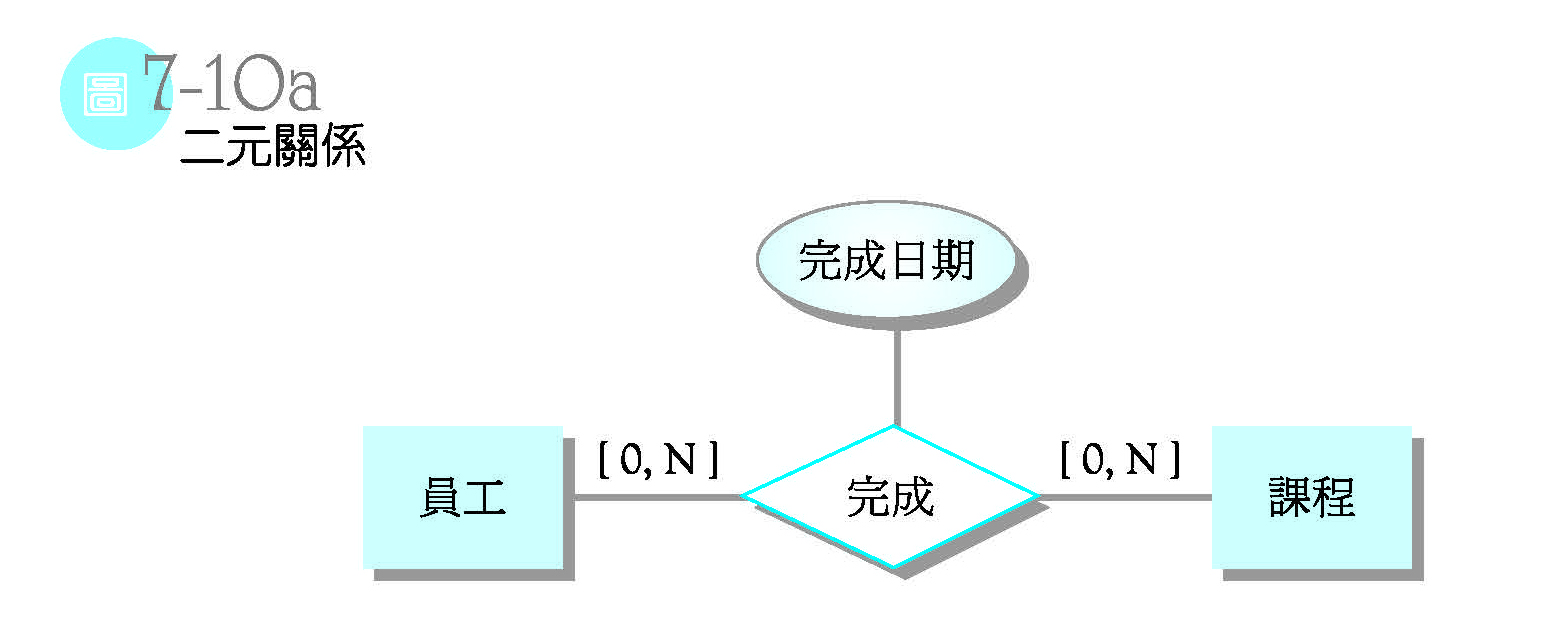 圖 7-10a
二元關係
完成日期
員工
[ 0, N ]
完成
[ 0, N ]
課程